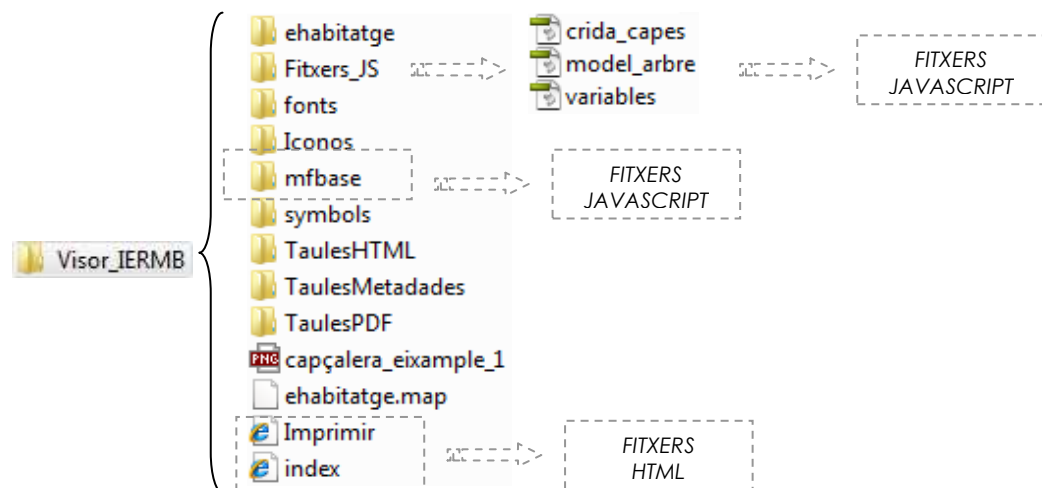 Visor_IERMB
ehabitatge
Fitxers_JS
fonts
Iconos
mfbase
symbols
TaulesHTML
TaulesMetadades
TaulesPDF
PNG capçalera_eixample_1
ehabitatge.map
Imprimir
index
crida_capes
model_arbre
variables
FITXERS
JAVASCRIPT
FITXERS
JAVASCRIPT
FITXERS
HTML